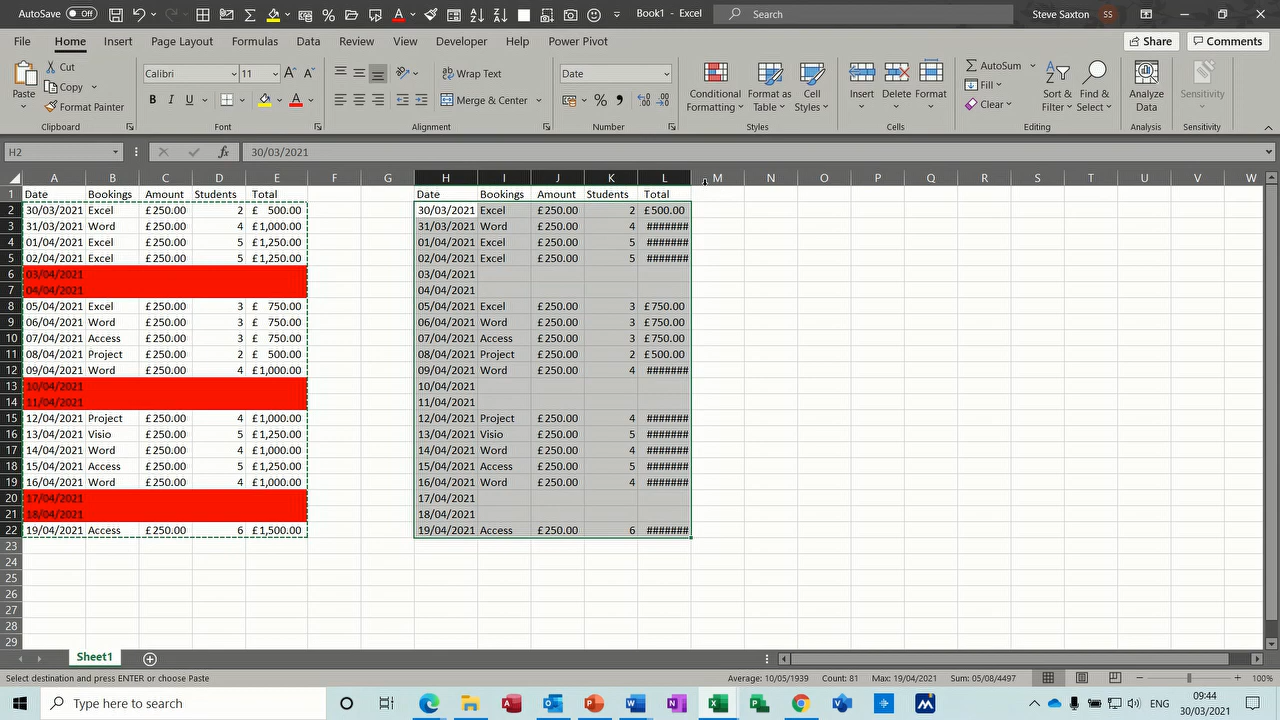 AutoSave Off Book1 - Excel Search Steve Saxton SS
File Home Insert Page Layout Formulas Data Review View Developer Help Power Pivot Share Comments
Paste Cut Copy Format Painter Clipboard
Calibri 11 B I U A Font
Wrap Text Merge & Center Alignment
Date % Number
Conditional Formatting Format as Table Cell Styles Styles
Insert Delete Format Cells
AutoSum Fill Clear Sort & Filter Find & Select Editing
Analyze Data Analysis
Sensitivity Sensitivity
H2 fx 30/03/2021
A B C D E F G H I J K L M N O P Q R S T U V W
1 Date Bookings Amount Students Total Date Bookings Amount Students Total
2 30/03/2021 Excel £250.00 2 £ 500.00 30/03/2021 Excel £250.00 2 £500.00
3 31/03/2021 Word £250.00 4 £1,000.00 31/03/2021 Word £250.00 4 #######
4 01/04/2021 Excel £250.00 5 £1,250.00 01/04/2021 Excel £250.00 5 #######
5 02/04/2021 Excel £250.00 5 £1,250.00 02/04/2021 Excel £250.00 5 #######
6 03/04/2021 03/04/2021
7 04/04/2021 04/04/2021
8 05/04/2021 Excel £250.00 3 £ 750.00 05/04/2021 Excel £250.00 3 £750.00
9 06/04/2021 Word £250.00 3 £ 750.00 06/04/2021 Word £250.00 3 £750.00
10 07/04/2021 Access £250.00 3 £ 750.00 07/04/2021 Access £250.00 3 £750.00
11 08/04/2021 Project £250.00 2 £ 500.00 08/04/2021 Project £250.00 2 £500.00
12 09/04/2021 Word £250.00 4 £1,000.00 09/04/2021 Word £250.00 4 #######
13 10/04/2021 10/04/2021
14 11/04/2021 11/04/2021
15 12/04/2021 Project £250.00 4 £1,000.00 12/04/2021 Project £250.00 4 #######
16 13/04/2021 Visio £250.00 5 £1,250.00 13/04/2021 Visio £250.00 5 #######
17 14/04/2021 Word £250.00 4 £1,000.00 14/04/2021 Word £250.00 4 #######
18 15/04/2021 Access £250.00 5 £1,250.00 15/04/2021 Access £250.00 5 #######
19 16/04/2021 Word £250.00 4 £1,000.00 16/04/2021 Word £250.00 4 #######
20 17/04/2021 17/04/2021
21 18/04/2021 18/04/2021
22 19/04/2021 Access £250.00 6 £1,500.00 19/04/2021 Access £250.00 6 #######
23
24
25
26
27
28
29
Sheet1
Select destination and press ENTER or choose Paste Average: 10/05/1939 Count: 81 Max: 19/04/2021 Sum: 05/08/4497 100%
Type here to search ENG 09:44
30/03/2021